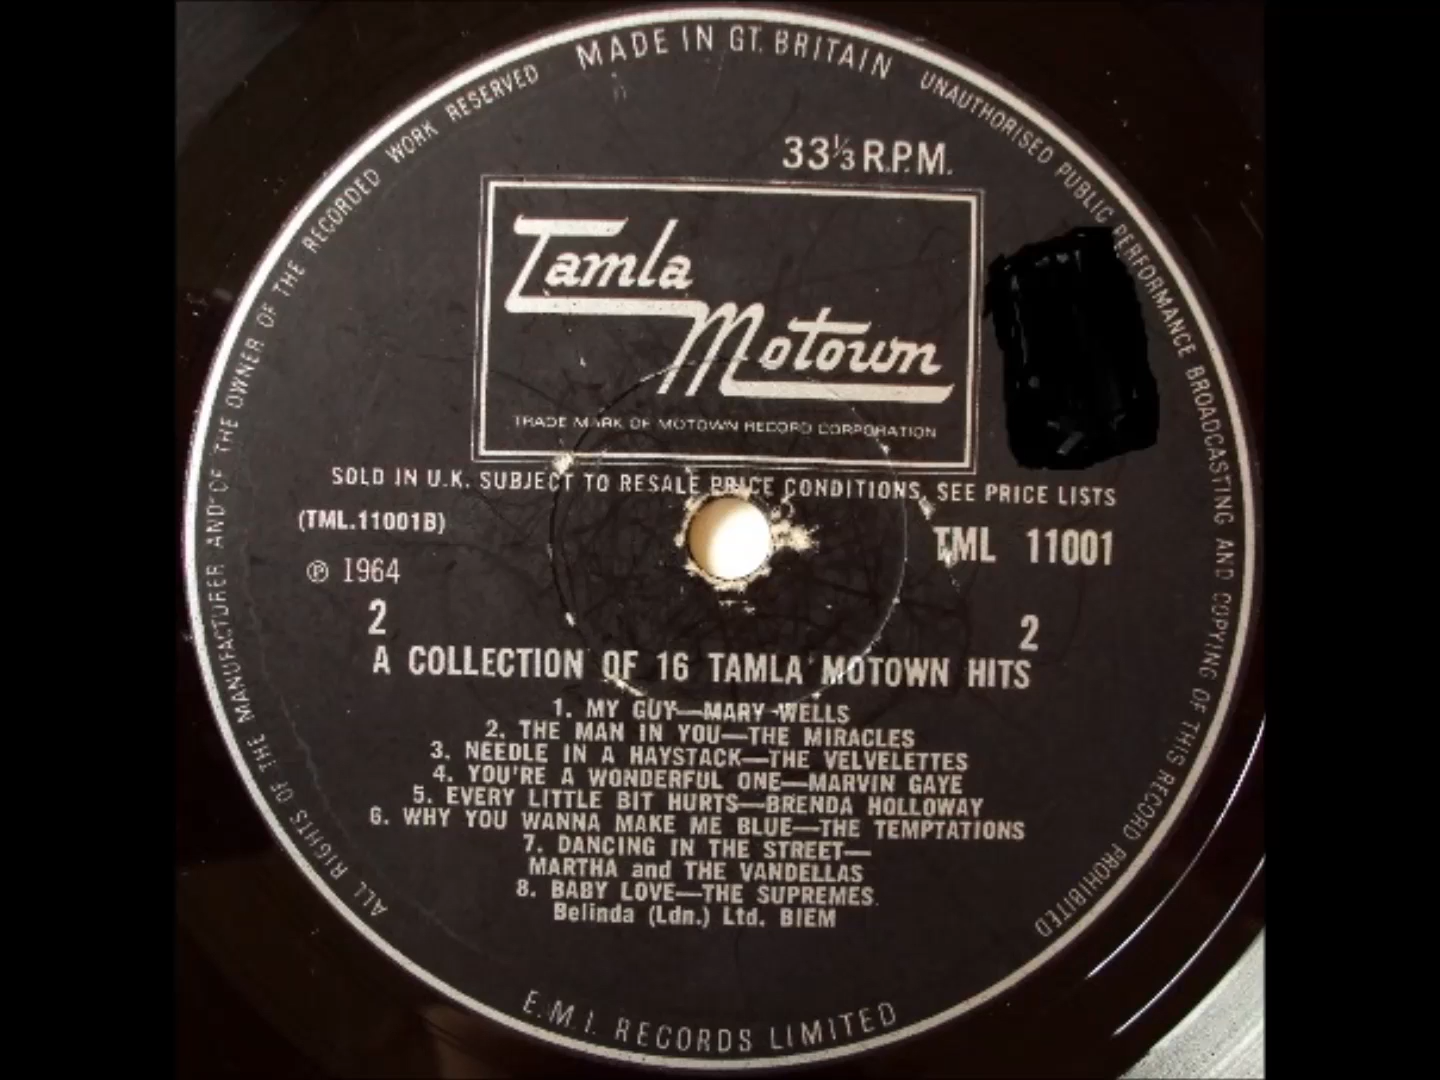 MADE IN GT. BRITAIN
UNAUTHORISED PUBLIC PERFORMANCE BROADCASTING AND COPYING OF THIS RECORD PROHIBITED
ALL RIGHTS OF THE MANUFACTURER AND OF THE OWNER OF THE RECORDED WORK RESERVED
33⅓ R.P.M.
Tamla
Motown
TRADE MARK OF MOTOWN RECORD CORPORATION
SOLD IN U.K. SUBJECT TO RESALE PRICE CONDITIONS, SEE PRICE LISTS
(TML.11001B)
TML 11001
℗ 1964
2
2
A COLLECTION OF 16 TAMLA MOTOWN HITS
1. MY GUY—MARY WELLS
2. THE MAN IN YOU—THE MIRACLES
3. NEEDLE IN A HAYSTACK—THE VELVELETTES
4. YOU'RE A WONDERFUL ONE—MARVIN GAYE
5. EVERY LITTLE BIT HURTS—BRENDA HOLLOWAY
6. WHY YOU WANNA MAKE ME BLUE—THE TEMPTATIONS
7. DANCING IN THE STREET—
MARTHA and THE VANDELLAS
8. BABY LOVE—THE SUPREMES
Belinda (Ldn.) Ltd. BIEM
E.M.I. RECORDS LIMITED